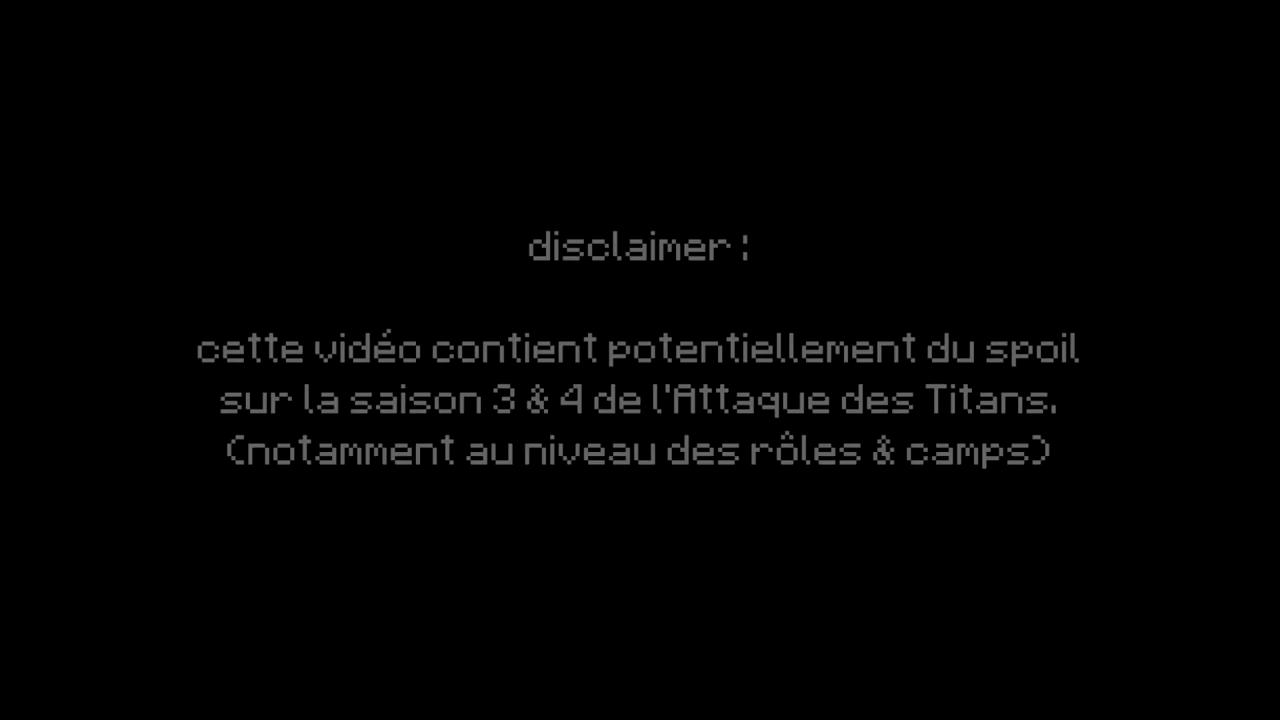 disclaimer :
cette vidéo contient potentiellement du spoil
sur la saison 3 & 4 de l'Attaque des Titans.
(notamment au niveau des rôles & camps)